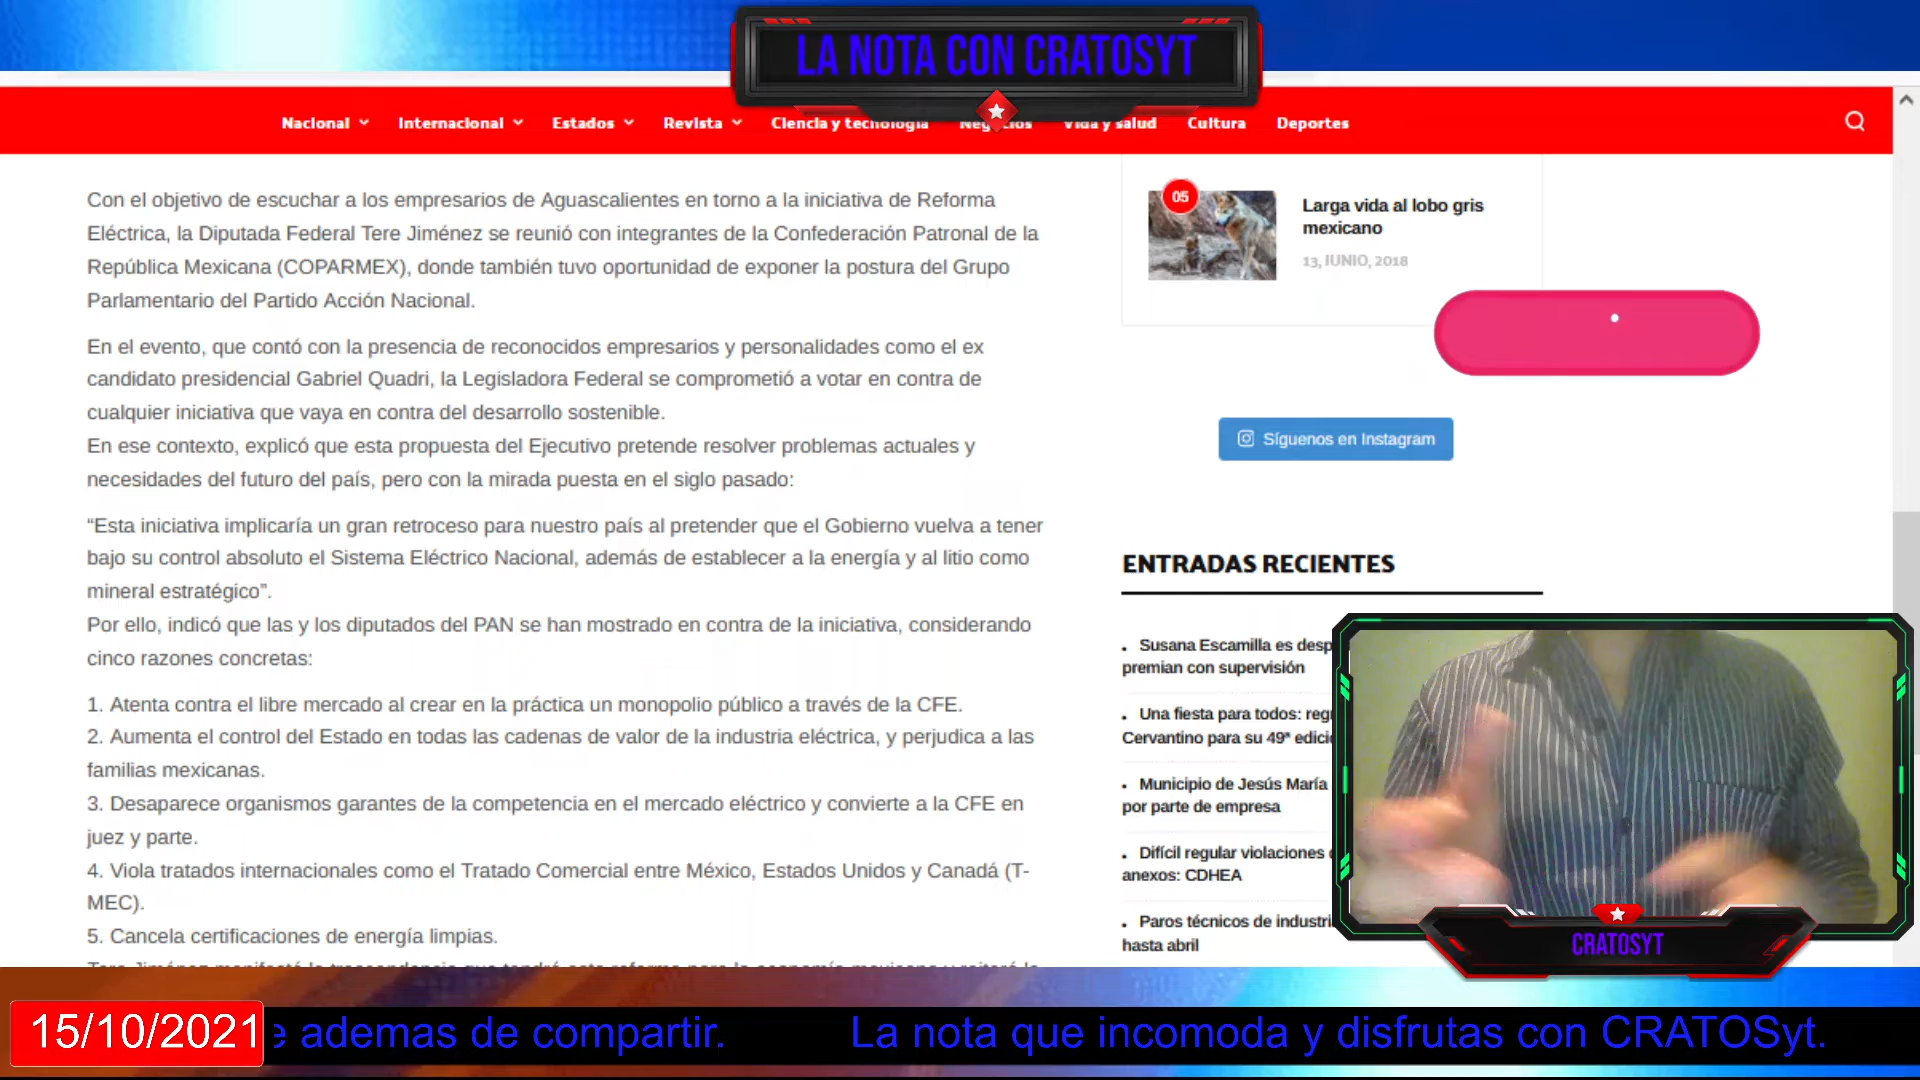 LA NOTA CON CRATOSYT
Nacional Internacional Estados Revista Ciencia y tecnología Negocios Vida y salud Cultura Deportes
Con el objetivo de escuchar a los empresarios de Aguascalientes en torno a la iniciativa de Reforma
Eléctrica, la Diputada Federal Tere Jiménez se reunió con integrantes de la Confederación Patronal de la
República Mexicana (COPARMEX), donde también tuvo oportunidad de exponer la postura del Grupo
Parlamentario del Partido Acción Nacional.
En el evento, que contó con la presencia de reconocidos empresarios y personalidades como el ex
candidato presidencial Gabriel Quadri, la Legisladora Federal se comprometió a votar en contra de
cualquier iniciativa que vaya en contra del desarrollo sostenible.
En ese contexto, explicó que esta propuesta del Ejecutivo pretende resolver problemas actuales y
necesidades del futuro del país, pero con la mirada puesta en el siglo pasado:
“Esta iniciativa implicaría un gran retroceso para nuestro país al pretender que el Gobierno vuelva a tener
bajo su control absoluto el Sistema Eléctrico Nacional, además de establecer a la energía y al litio como
mineral estratégico”.
Por ello, indicó que las y los diputados del PAN se han mostrado en contra de la iniciativa, considerando
cinco razones concretas:
1. Atenta contra el libre mercado al crear en la práctica un monopolio público a través de la CFE.
2. Aumenta el control del Estado en todas las cadenas de valor de la industria eléctrica, y perjudica a las
familias mexicanas.
3. Desaparece organismos garantes de la competencia en el mercado eléctrico y convierte a la CFE en
juez y parte.
4. Viola tratados internacionales como el Tratado Comercial entre México, Estados Unidos y Canadá (T-
MEC).
5. Cancela certificaciones de energía limpias.
05
Larga vida al lobo gris
mexicano
13, JUNIO, 2018
Síguenos en Instagram
ENTRADAS RECIENTES
• Susana Escamilla es desp
premian con supervisión
• Una fiesta para todos: reg
Cervantino para su 49ª edici
• Municipio de Jesús María
por parte de empresa
• Difícil regular violaciones
anexos: CDHEA
• Paros técnicos de industri
hasta abril
CRATOSYT
15/10/2021 e ademas de compartir. La nota que incomoda y disfrutas con CRATOSyt.